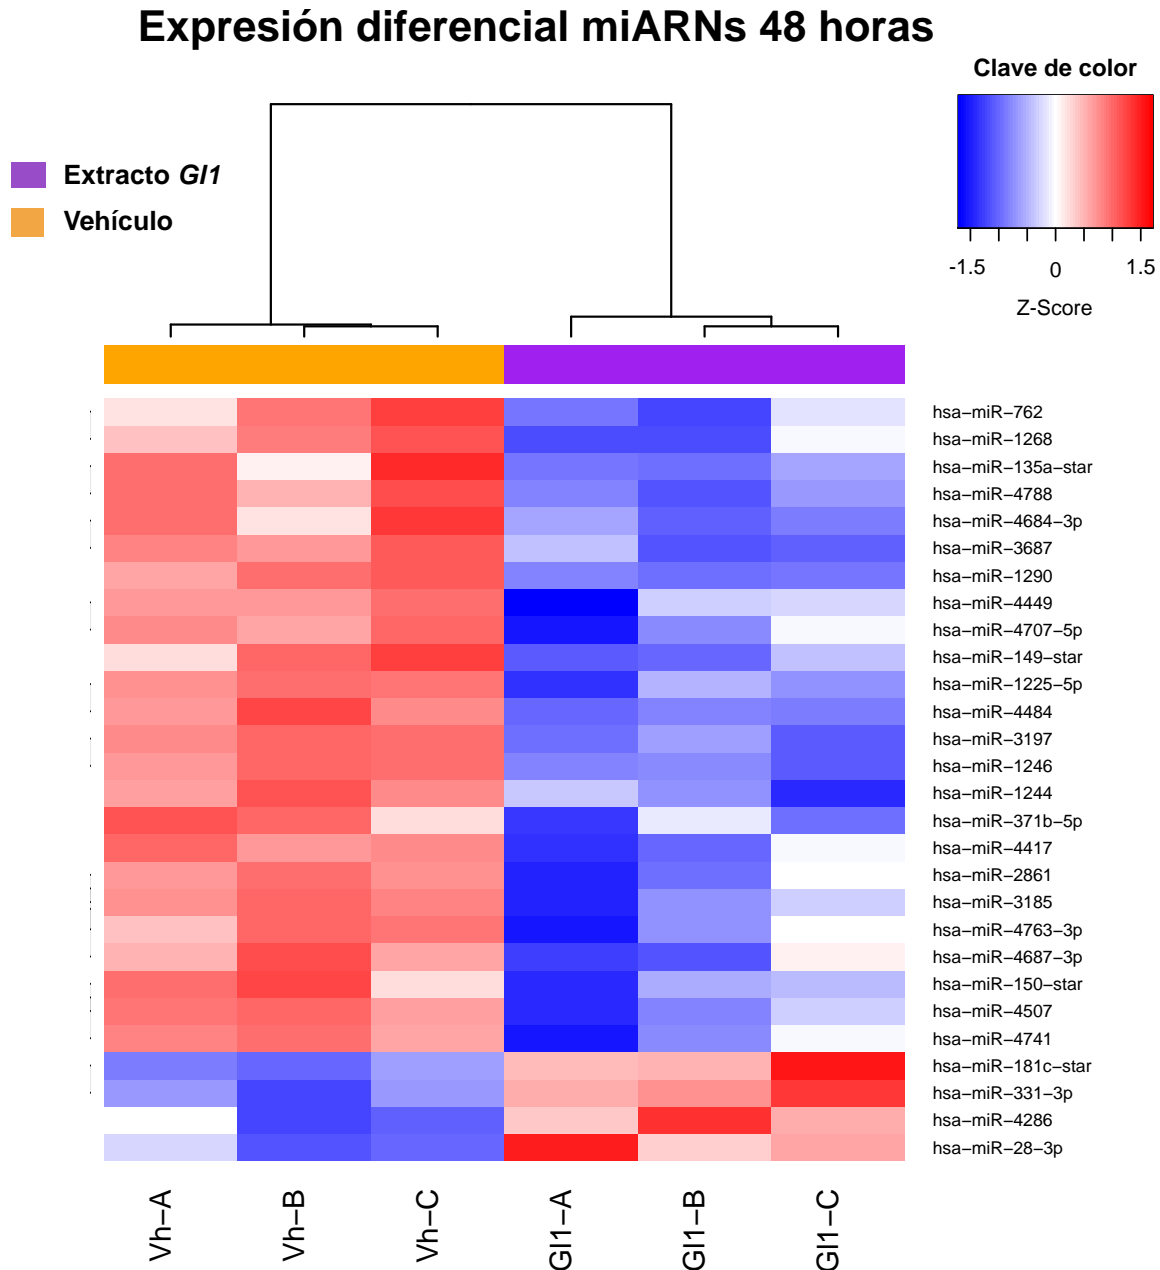 Expresión diferencial miARNs 48 horas
Clave de color
-1.5 0 1.5
Z-Score
Extracto Gl1
Vehículo
hsa−miR−762
hsa−miR−1268
hsa−miR−135a−star
hsa−miR−4788
hsa−miR−4684−3p
hsa−miR−3687
hsa−miR−1290
hsa−miR−4449
hsa−miR−4707−5p
hsa−miR−149−star
hsa−miR−1225−5p
hsa−miR−4484
hsa−miR−3197
hsa−miR−1246
hsa−miR−1244
hsa−miR−371b−5p
hsa−miR−4417
hsa−miR−2861
hsa−miR−3185
hsa−miR−4763−3p
hsa−miR−4687−3p
hsa−miR−150−star
hsa−miR−4507
hsa−miR−4741
hsa−miR−181c−star
hsa−miR−331−3p
hsa−miR−4286
hsa−miR−28−3p
Vh−A
Vh−B
Vh−C
Gl1−A
Gl1−B
Gl1−C